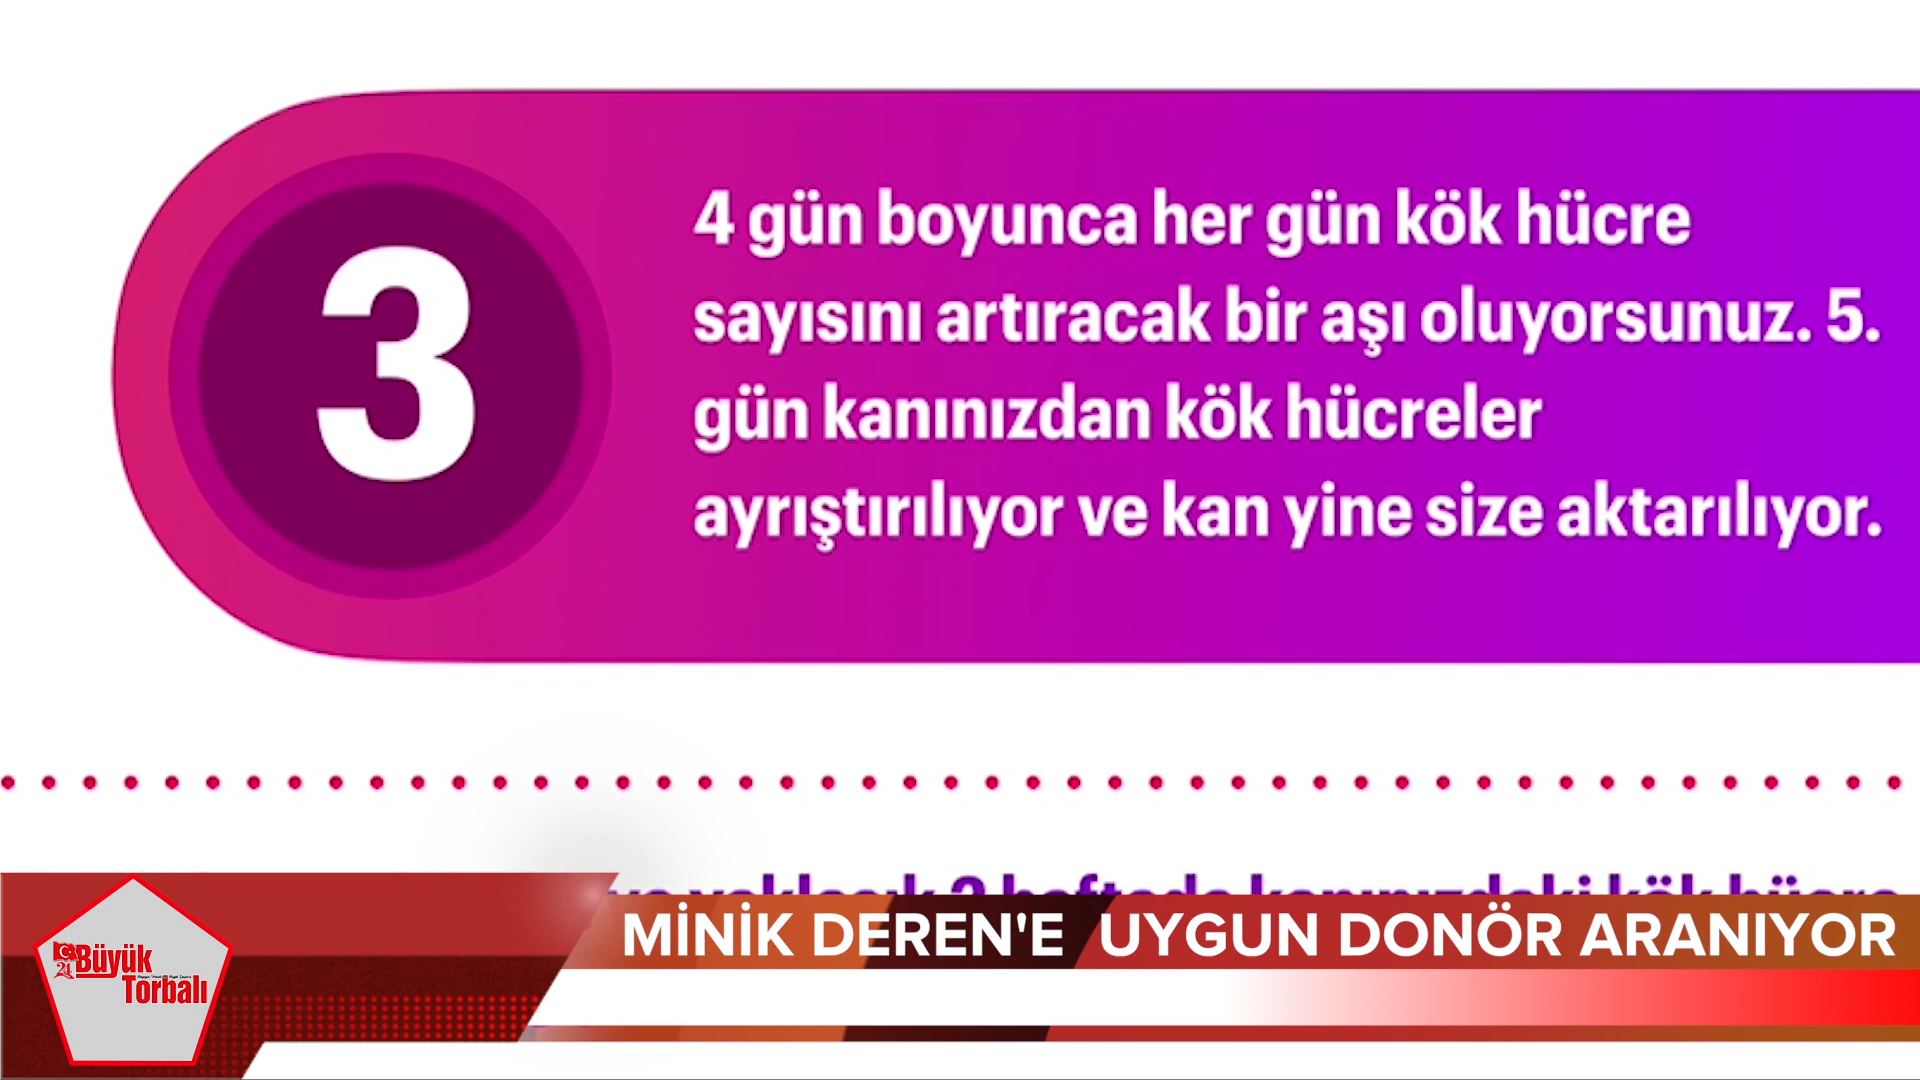 3
4 gün boyunca her gün kök hücre
sayısını artıracak bir aşı oluyorsunuz. 5.
gün kanınızdan kök hücreler
ayrıştırılıyor ve kan yine size aktarılıyor.
MİNİK DEREN'E UYGUN DONÖR ARANIYOR
Büyük
Torbalı